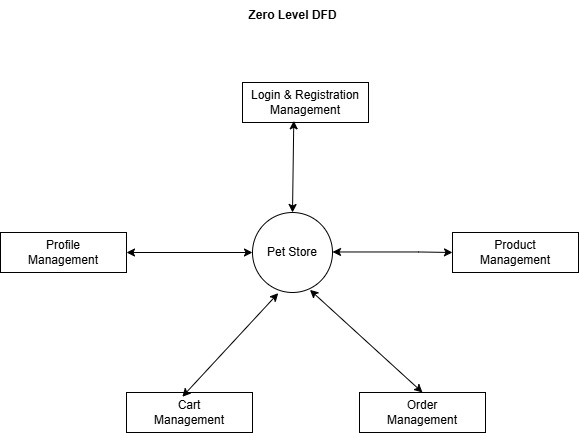 Zero Level DFD
Login & Registration
Management
Profile
Management
Pet Store
Product
Management
Cart
Management
Order
Management